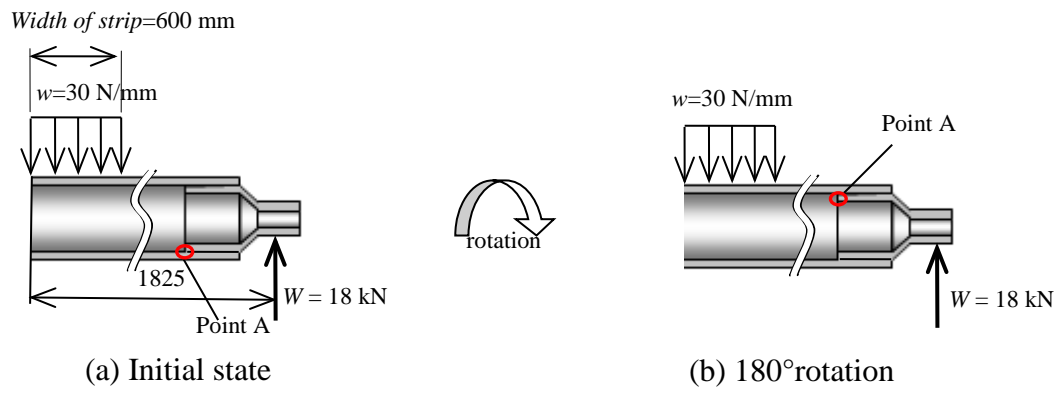 Width of strip=600 mm
w=30 N/mm
1825
W = 18 kN
Point A
(a) Initial state
rotation
w=30 N/mm
Point A
W = 18 kN
(b) 180°rotation